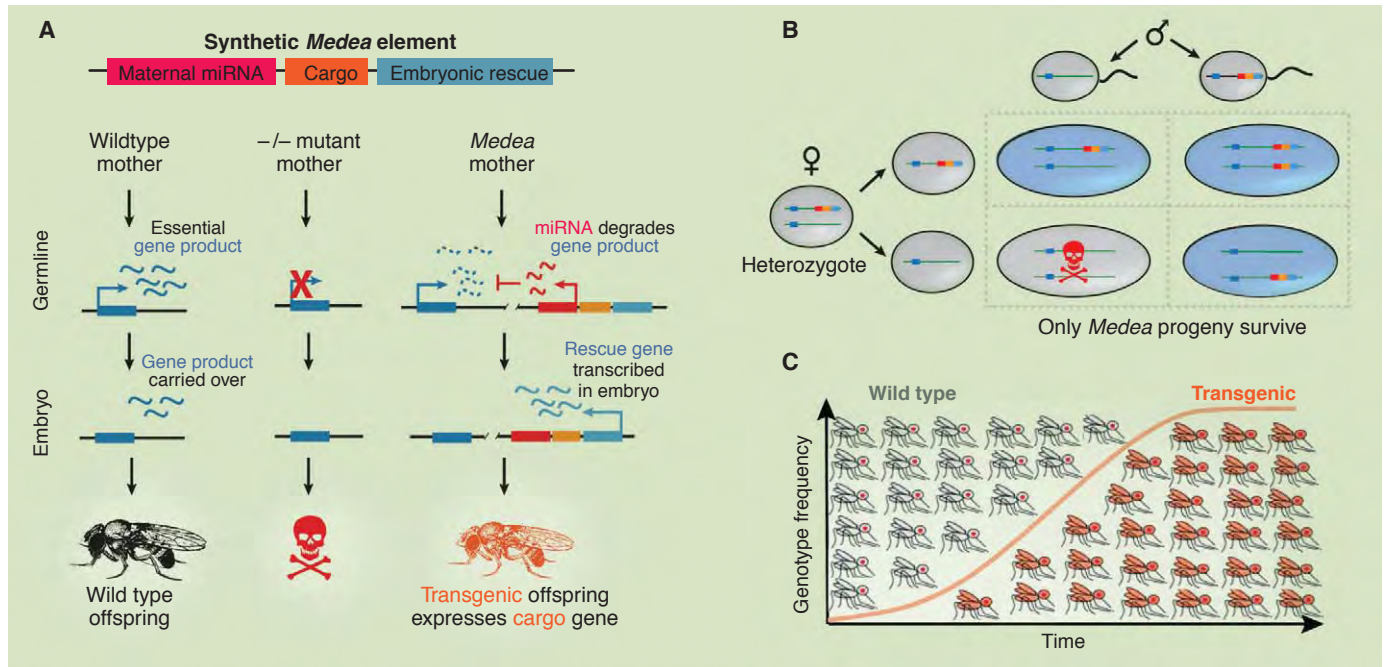 A
Synthetic Medea element
Maternal miRNA
Cargo
Embryonic rescue
Wildtype
mother
–/– mutant
mother
Medea
mother
Germline
Essential
gene product
X
miRNA degrades
gene product
Embryo
Gene product
carried over
Rescue gene
transcribed
in embryo
Wild type
offspring
Transgenic offspring
expresses cargo gene
B
♂
♀
Heterozygote
Only Medea progeny survive
C
Wild type
Transgenic
Genotype frequency
Time